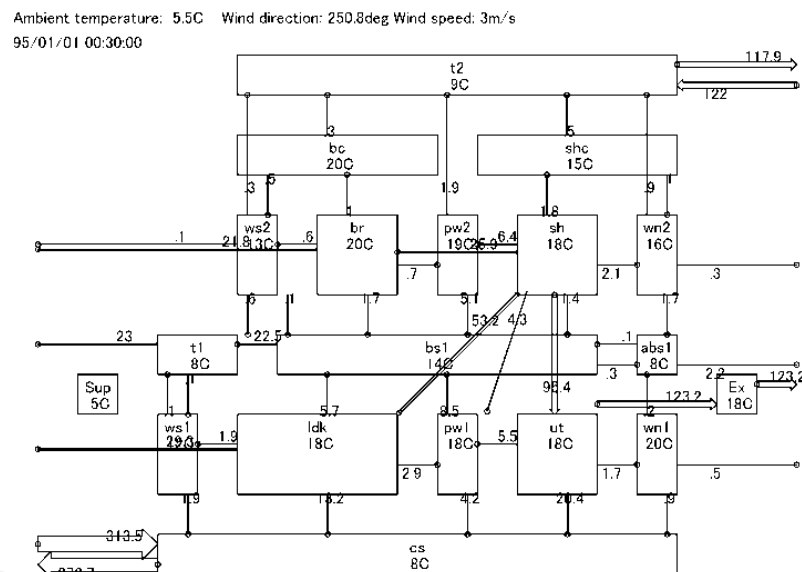 Ambient temperature: 5.5C Wind direction: 250.8deg Wind speed: 3m/s
95/01/01 00:30:00
117.9
t2
9C
122
.3
.5
bc
20C
shc
15C
.3
.5
1.9
.9
.1
1
1.8
ws2
13C
br
20C
pw2
19C
sh
18C
wn2
16C
.1
21.8
.6
6.4
.7
2.1
.3
.6
.1
1.7
5.1
53.2
4.3
1.4
1.7
23
t1
8C
22.5
bs1
14C
.1
abs1
8C
.3
2.2
Sup
5C
95.4
123.2
Ex
18C
123.2
.1
5.7
8.5
.2
ws1
1.9
ldk
18C
pw1
18C
5.5
ut
18C
wn1
20C
2.9
1.7
.5
1.9
13.2
4.2
20.4
.9
313.5
cs
8C